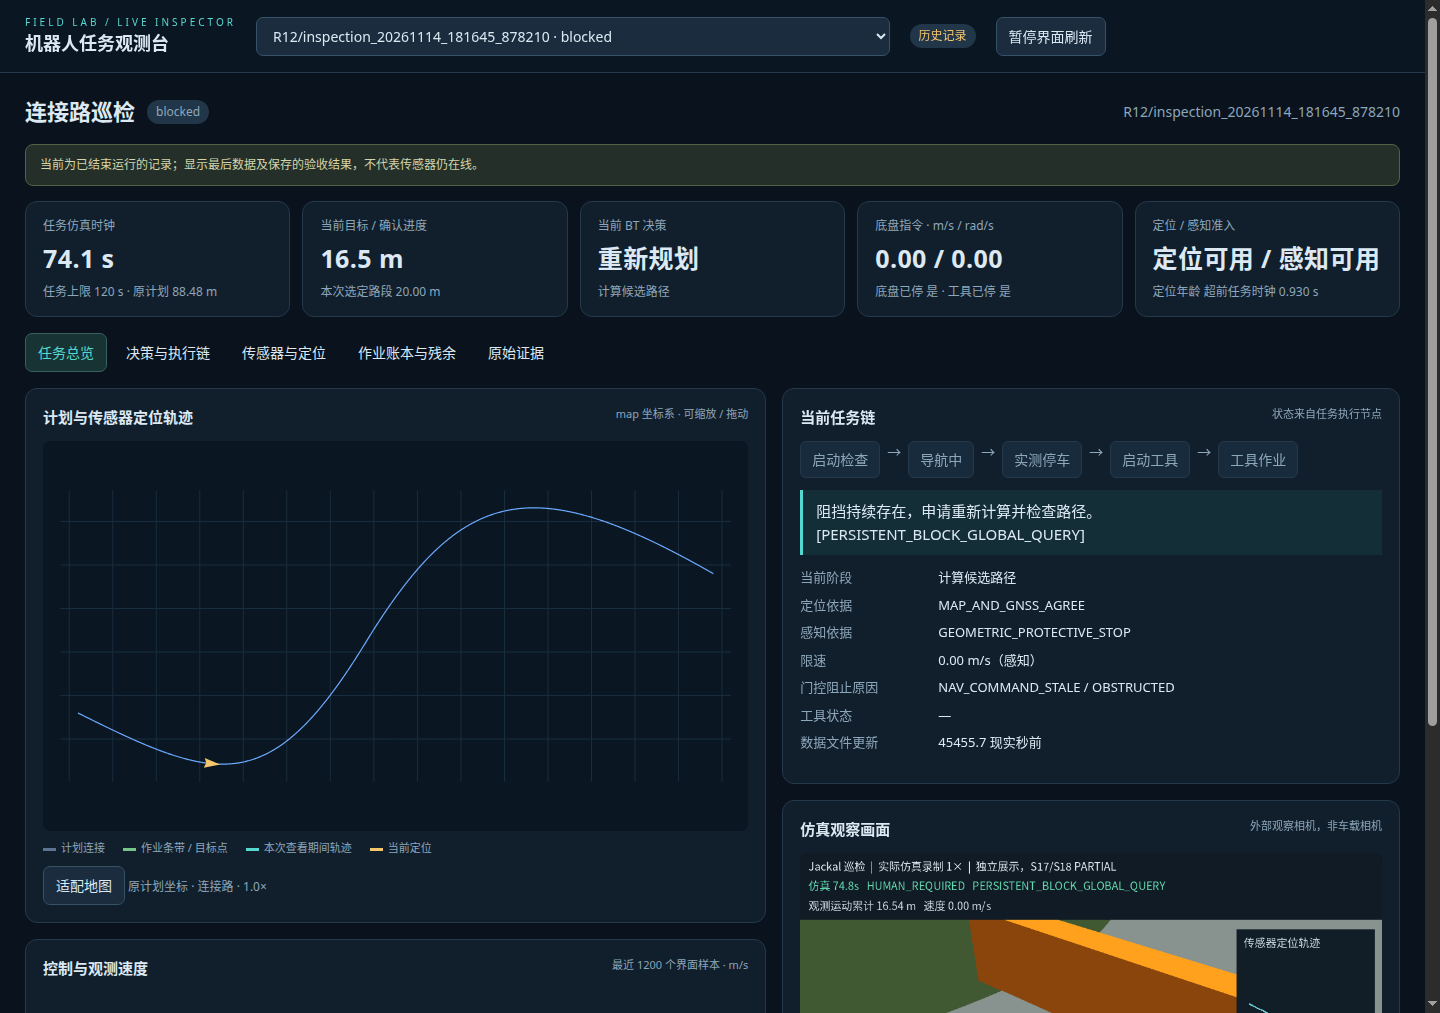 FIELD LAB / LIVE INSPECTOR
机器人任务观测台
R12/inspection_20261114_181645_878210 · blocked
历史记录
暂停界面刷新
连接路巡检
blocked
R12/inspection_20261114_181645_878210
当前为已结束运行的记录；显示最后数据及保存的验收结果，不代表传感器仍在线。
任务仿真时钟
74.1 s
任务上限 120 s · 原计划 88.48 m
当前目标 / 确认进度
16.5 m
本次选定路段 20.00 m
当前 BT 决策
重新规划
计算候选路径
底盘指令 · m/s / rad/s
0.00 / 0.00
底盘已停 是 · 工具已停 是
定位 / 感知准入
定位可用 / 感知可用
定位年龄 超前任务时钟 0.930 s
任务总览
决策与执行链
传感器与定位
作业账本与残余
原始证据
计划与传感器定位轨迹
map 坐标系 · 可缩放 / 拖动
计划连接
作业条带 / 目标点
本次查看期间轨迹
当前定位
适配地图
原计划坐标 · 连接路 · 1.0×
控制与观测速度
最近 1200 个界面样本 · m/s
当前任务链
状态来自任务执行节点
启动检查 → 导航中 → 实测停车 → 启动工具 → 工具作业
阻挡持续存在，申请重新计算并检查路径。
[PERSISTENT_BLOCK_GLOBAL_QUERY]
当前阶段 计算候选路径
定位依据 MAP_AND_GNSS_AGREE
感知依据 GEOMETRIC_PROTECTIVE_STOP
限速 0.00 m/s（感知）
门控阻止原因 NAV_COMMAND_STALE / OBSTRUCTED
工具状态 —
数据文件更新 45455.7 现实秒前
仿真观察画面
外部观察相机，非车载相机
Jackal 巡检 | 实际仿真录制 1× | 独立展示，S17/S18 PARTIAL
仿真 74.8s HUMAN_REQUIRED PERSISTENT_BLOCK_GLOBAL_QUERY
观测运动累计 16.54 m 速度 0.00 m/s
传感器定位轨迹